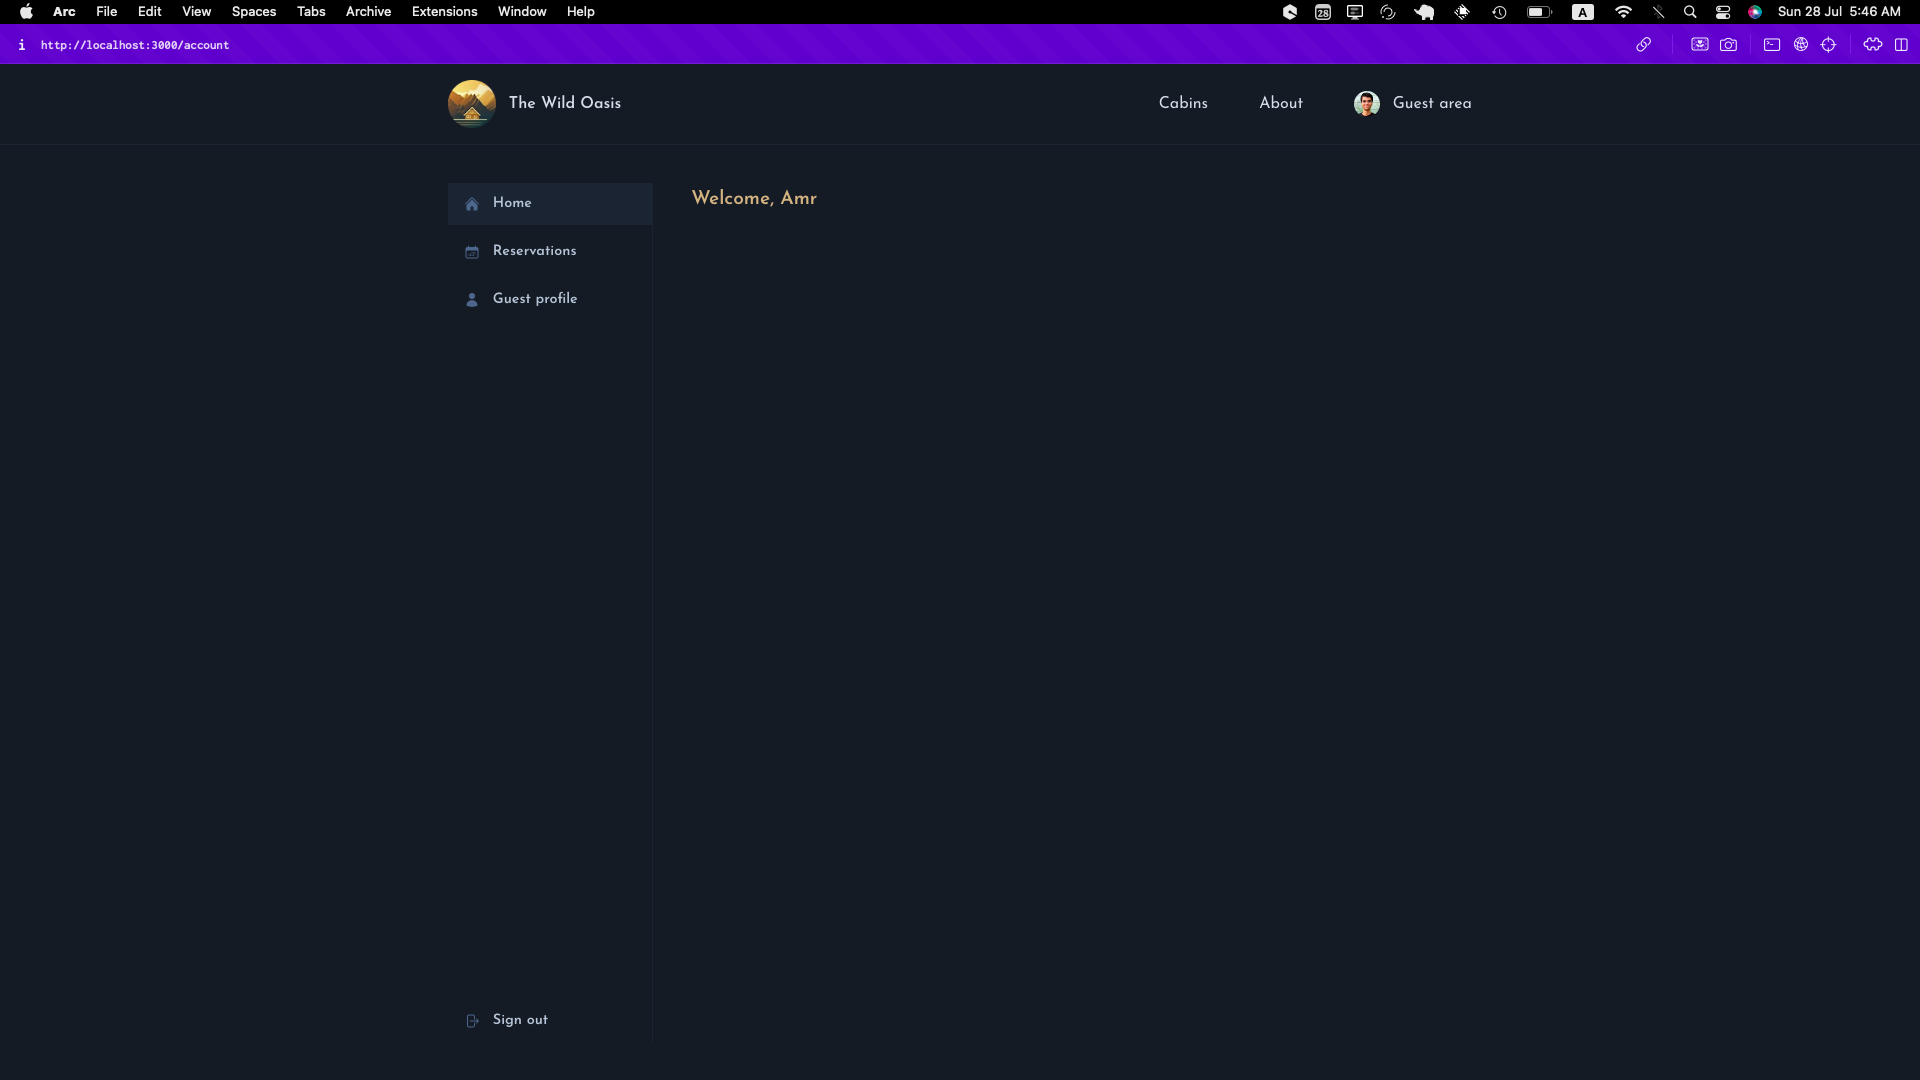 Arc File Edit View Spaces Tabs Archive Extensions Window Help 28 A Sun 28 Jul 5:46 AM
http://localhost:3000/account
The Wild Oasis Cabins About Guest area
Home
Welcome, Amr
Reservations
Guest profile
Sign out